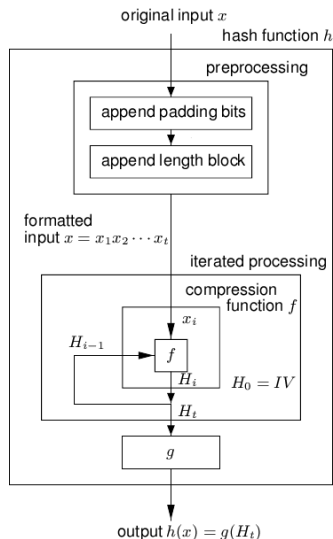 original input x
hash function h
preprocessing
append padding bits
append length block
formatted
input x = x₁x₂ ⋯ xₜ
iterated processing
compression
function f
xᵢ
Hᵢ₋₁
f
Hᵢ
H₀ = IV
Hₜ
g
output h(x) = g(Hₜ)